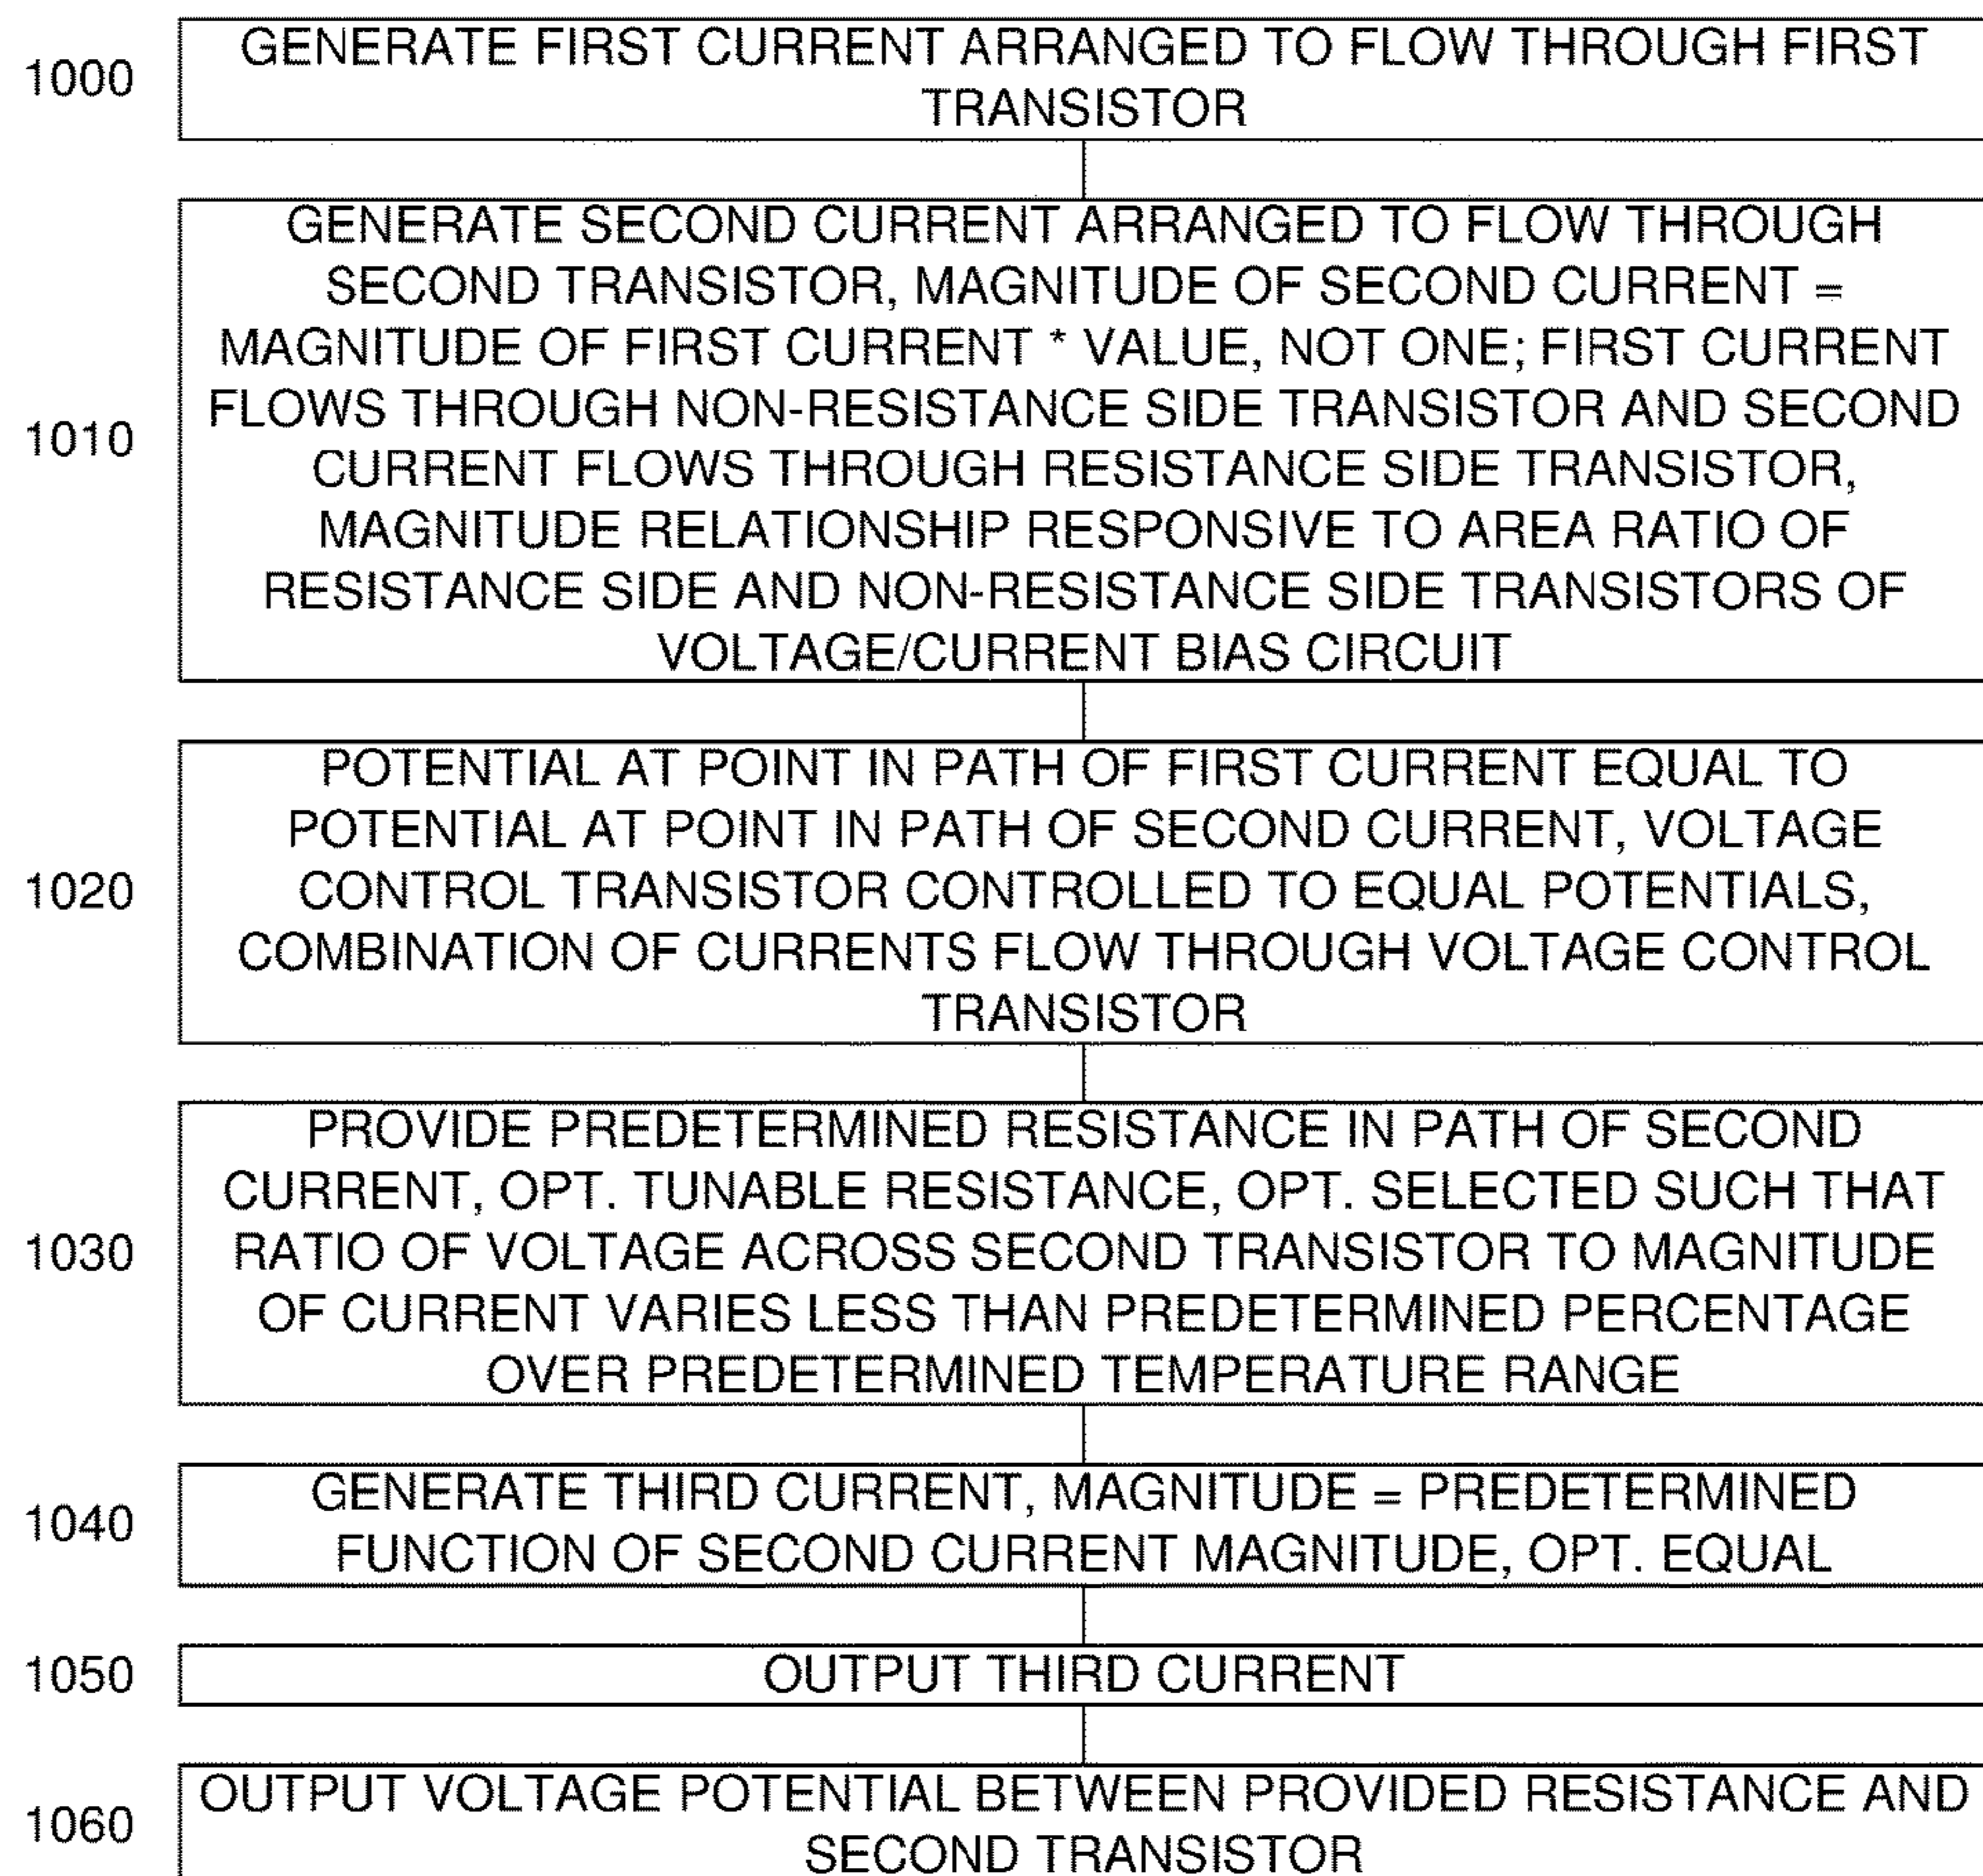 1000
GENERATE FIRST CURRENT ARRANGED TO FLOW THROUGH FIRST
TRANSISTOR
1010
GENERATE SECOND CURRENT ARRANGED TO FLOW THROUGH
SECOND TRANSISTOR, MAGNITUDE OF SECOND CURRENT =
MAGNITUDE OF FIRST CURRENT * VALUE, NOT ONE; FIRST CURRENT
FLOWS THROUGH NON-RESISTANCE SIDE TRANSISTOR AND SECOND
CURRENT FLOWS THROUGH RESISTANCE SIDE TRANSISTOR,
MAGNITUDE RELATIONSHIP RESPONSIVE TO AREA RATIO OF
RESISTANCE SIDE AND NON-RESISTANCE SIDE TRANSISTORS OF
VOLTAGE/CURRENT BIAS CIRCUIT
1020
POTENTIAL AT POINT IN PATH OF FIRST CURRENT EQUAL TO
POTENTIAL AT POINT IN PATH OF SECOND CURRENT, VOLTAGE
CONTROL TRANSISTOR CONTROLLED TO EQUAL POTENTIALS,
COMBINATION OF CURRENTS FLOW THROUGH VOLTAGE CONTROL
TRANSISTOR
1030
PROVIDE PREDETERMINED RESISTANCE IN PATH OF SECOND
CURRENT, OPT. TUNABLE RESISTANCE, OPT. SELECTED SUCH THAT
RATIO OF VOLTAGE ACROSS SECOND TRANSISTOR TO MAGNITUDE
OF CURRENT VARIES LESS THAN PREDETERMINED PERCENTAGE
OVER PREDETERMINED TEMPERATURE RANGE
1040
GENERATE THIRD CURRENT, MAGNITUDE = PREDETERMINED
FUNCTION OF SECOND CURRENT MAGNITUDE, OPT. EQUAL
1050
OUTPUT THIRD CURRENT
1060
OUTPUT VOLTAGE POTENTIAL BETWEEN PROVIDED RESISTANCE AND
SECOND TRANSISTOR